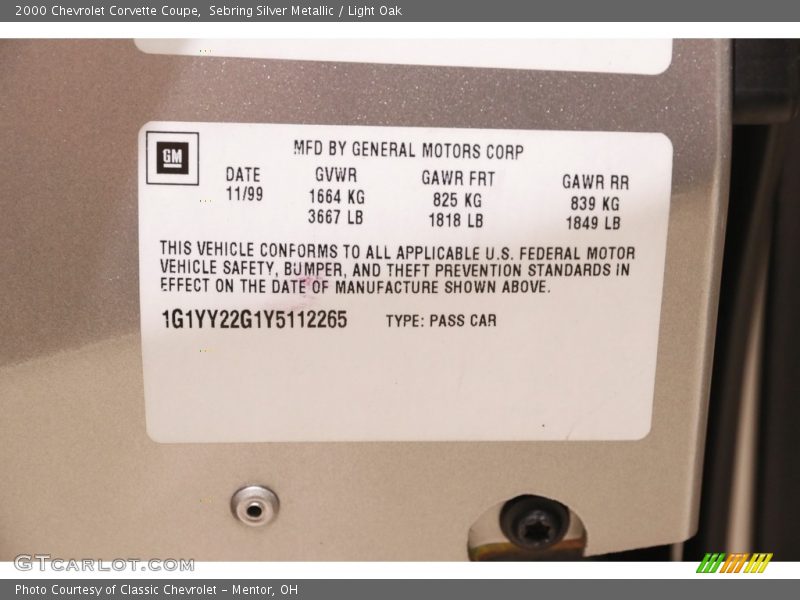 2000 Chevrolet Corvette Coupe, Sebring Silver Metallic / Light Oak
GM
MFD BY GENERAL MOTORS CORP
DATE GVWR GAWR FRT GAWR RR
11/99 1664 KG 825 KG 839 KG
3667 LB 1818 LB 1849 LB
THIS VEHICLE CONFORMS TO ALL APPLICABLE U.S. FEDERAL MOTOR
VEHICLE SAFETY, BUMPER, AND THEFT PREVENTION STANDARDS IN
EFFECT ON THE DATE OF MANUFACTURE SHOWN ABOVE.
1G1YY22G1Y5112265 TYPE: PASS CAR
GTCARLOT.COM
Photo Courtesy of Classic Chevrolet - Mentor, OH